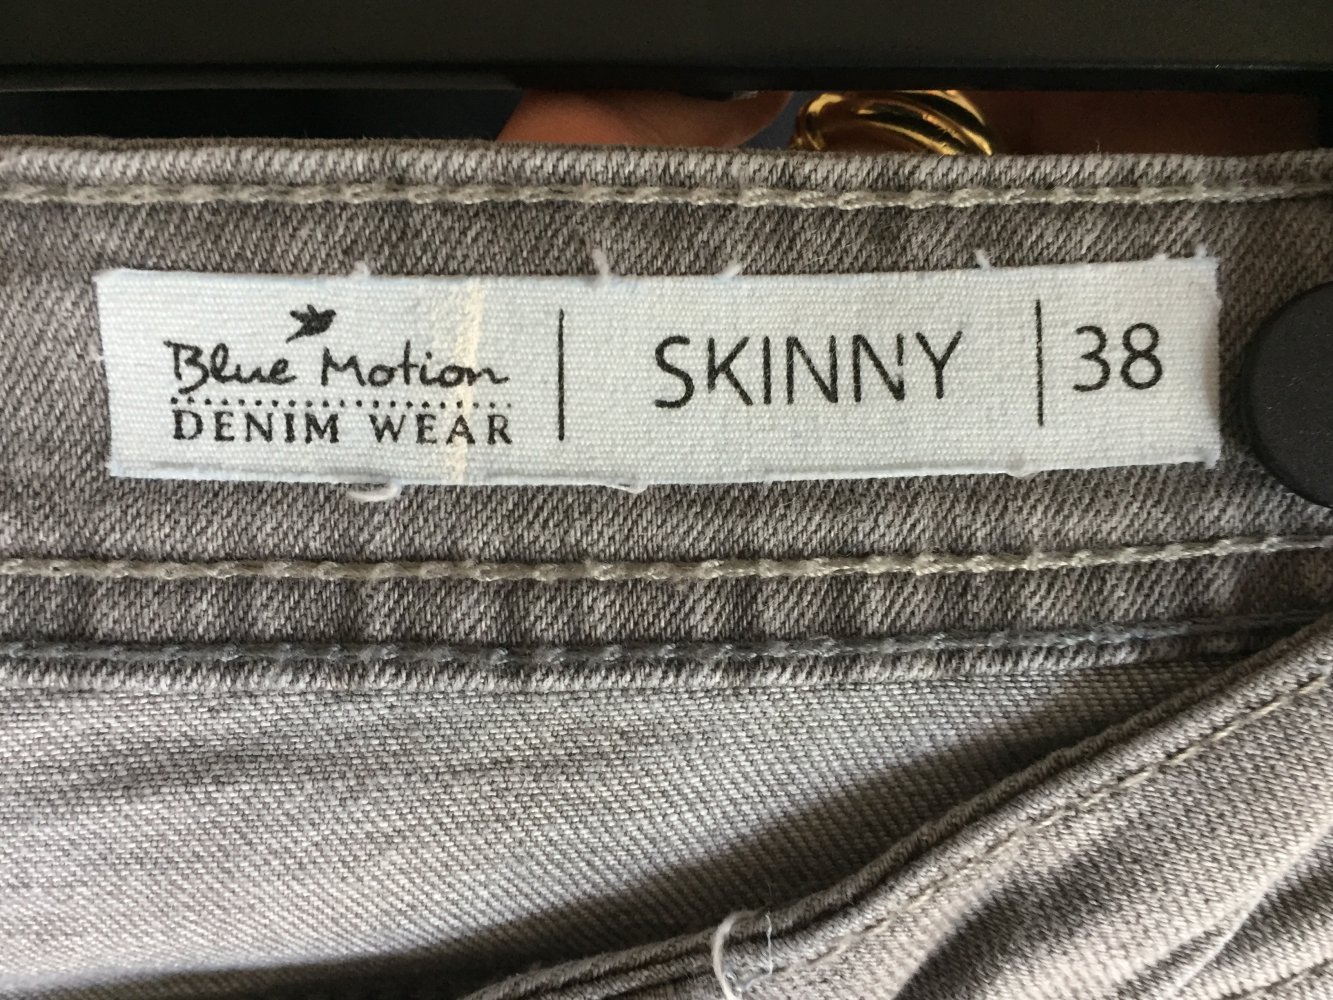 Blue Motion
DENIM WEAR
SKINNY
38